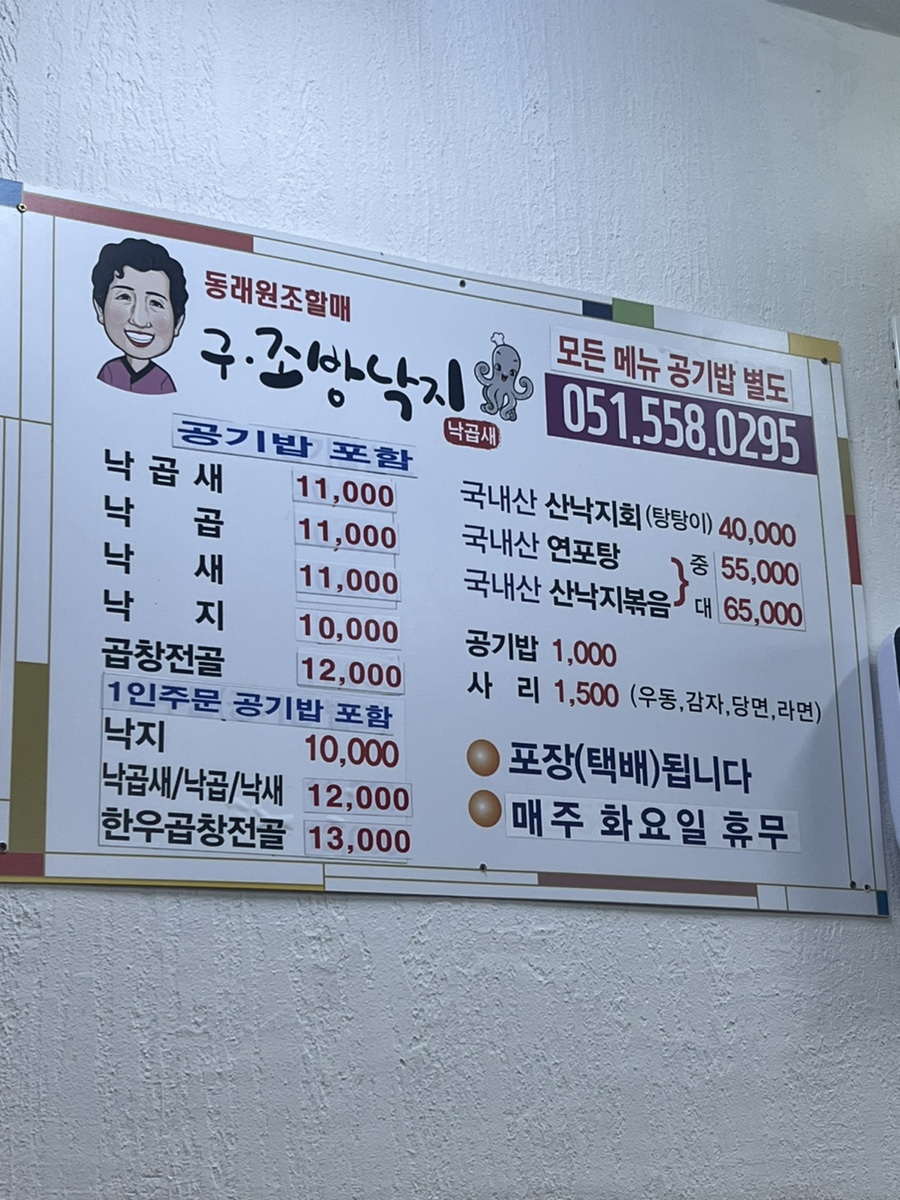 동래원조할매
구·조방낙지
낙곱새
모든 메뉴 공기밥 별도
051.558.0295
공기밥 포함
낙곱새 11,000
낙곱 11,000
낙새 11,000
낙지 10,000
곱창전골 12,000
1인주문 공기밥 포함
낙지 10,000
낙곱새/낙곱/낙새 12,000
한우곱창전골 13,000
국내산 산낙지회(탕탕이) 40,000
국내산 연포탕 중 55,000
국내산 산낙지볶음 대 65,000
공기밥 1,000
사리 1,500 (우동,감자,당면,라면)
포장(택배)됩니다
매주 화요일 휴무